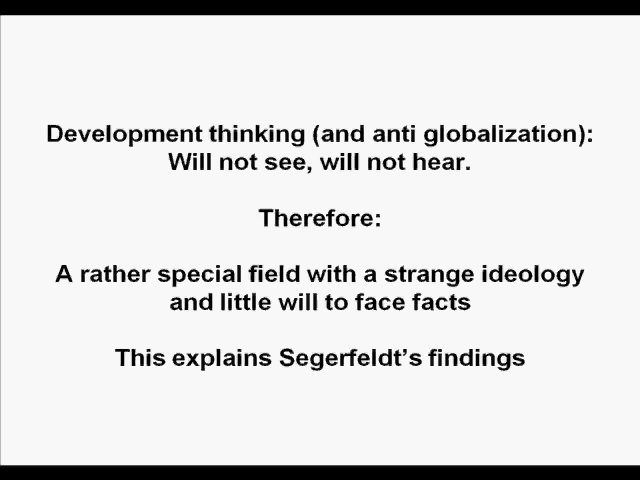 Development thinking (and anti globalization):
Will not see, will not hear.
Therefore:
A rather special field with a strange ideology
and little will to face facts
This explains Segerfeldt's findings